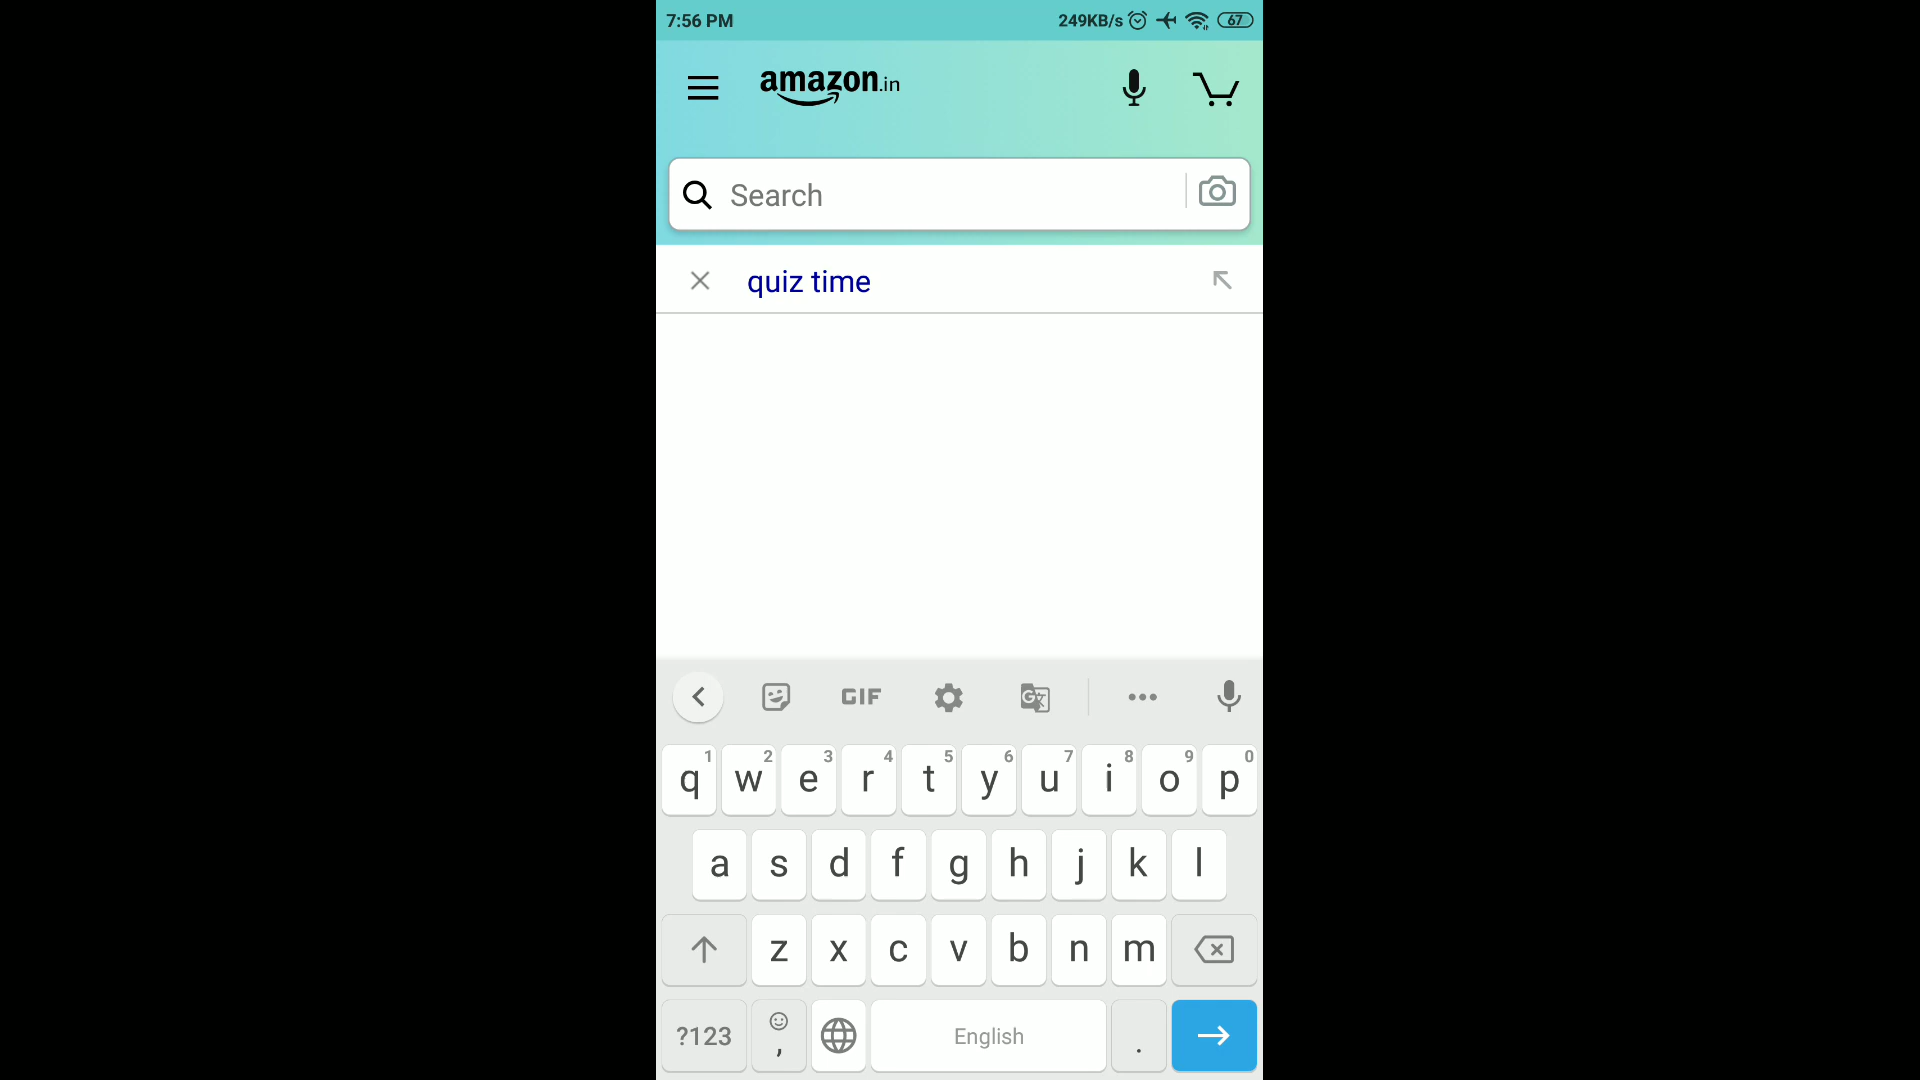 7:56 PM 249KB/s 67
amazon.in
Search
quiz time
GIF G
1 2 3 4 5 6 7 8 9 0
q w e r t y u i o p
a s d f g h j k l
z x c v b n m
?123 , English .